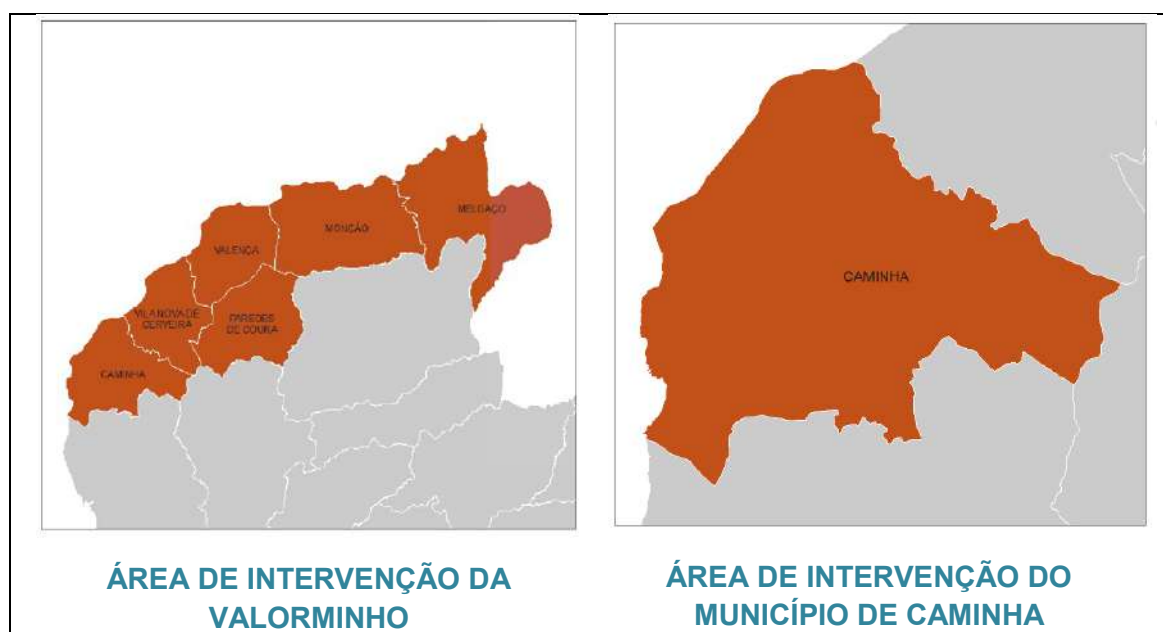 MELGAÇO
MONÇÃO
VALENÇA
VILA NOVA DE
CERVEIRA
PAREDES
DE COURA
CAMINHA
CAMINHA
ÁREA DE INTERVENÇÃO DA
VALORMINHO
ÁREA DE INTERVENÇÃO DO
MUNICÍPIO DE CAMINHA